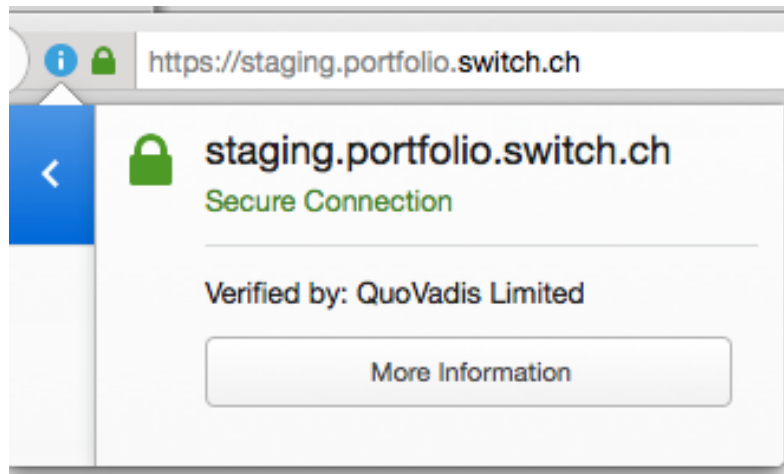 https://staging.portfolio.switch.ch
staging.portfolio.switch.ch
Secure Connection
Verified by: QuoVadis Limited
More Information